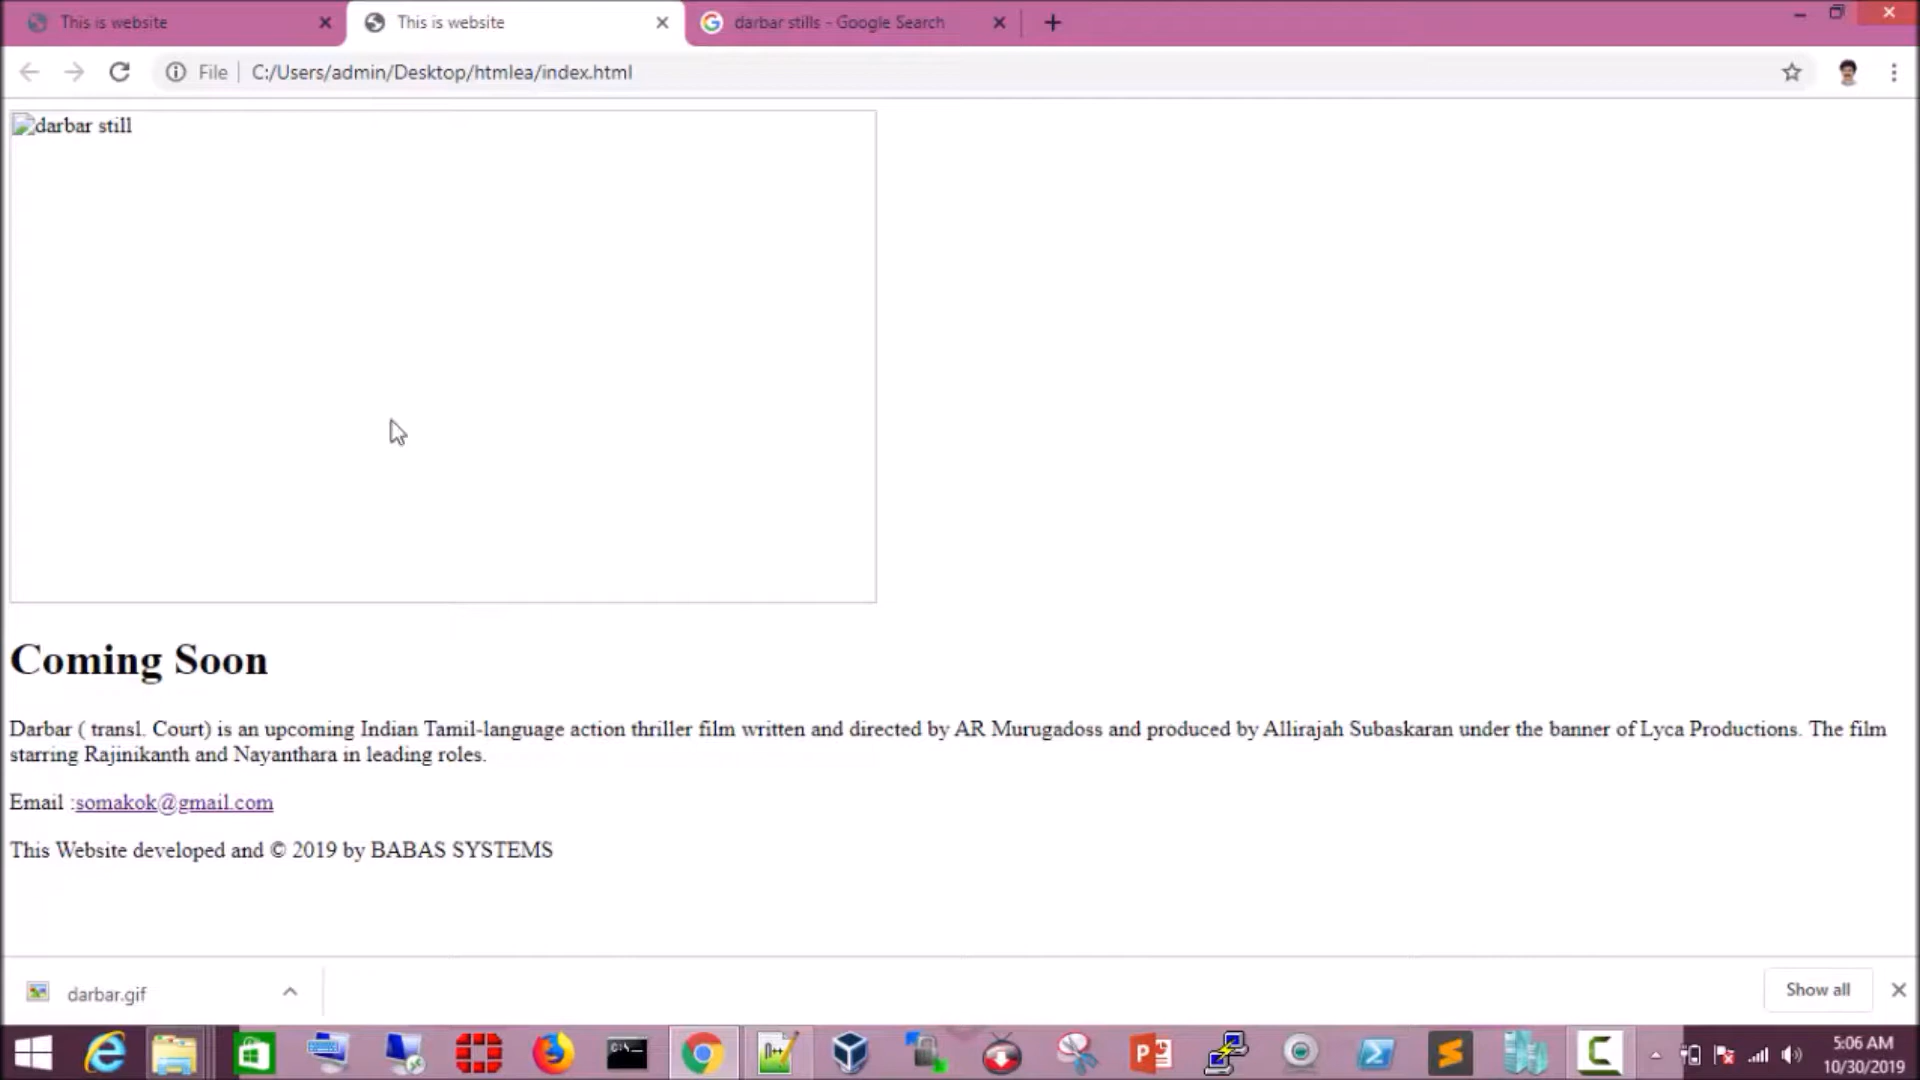 This is website
This is website
darbar stills - Google Search
File
C:/Users/admin/Desktop/htmlea/index.html
darbar still
Coming Soon
Darbar ( transl. Court) is an upcoming Indian Tamil-language action thriller film written and directed by AR Murugadoss and produced by Allirajah Subaskaran under the banner of Lyca Productions. The film
starring Rajinikanth and Nayanthara in leading roles.
Email :somakok@gmail.com
This Website developed and © 2019 by BABAS SYSTEMS
darbar.gif
Show all
5:06 AM
10/30/2019